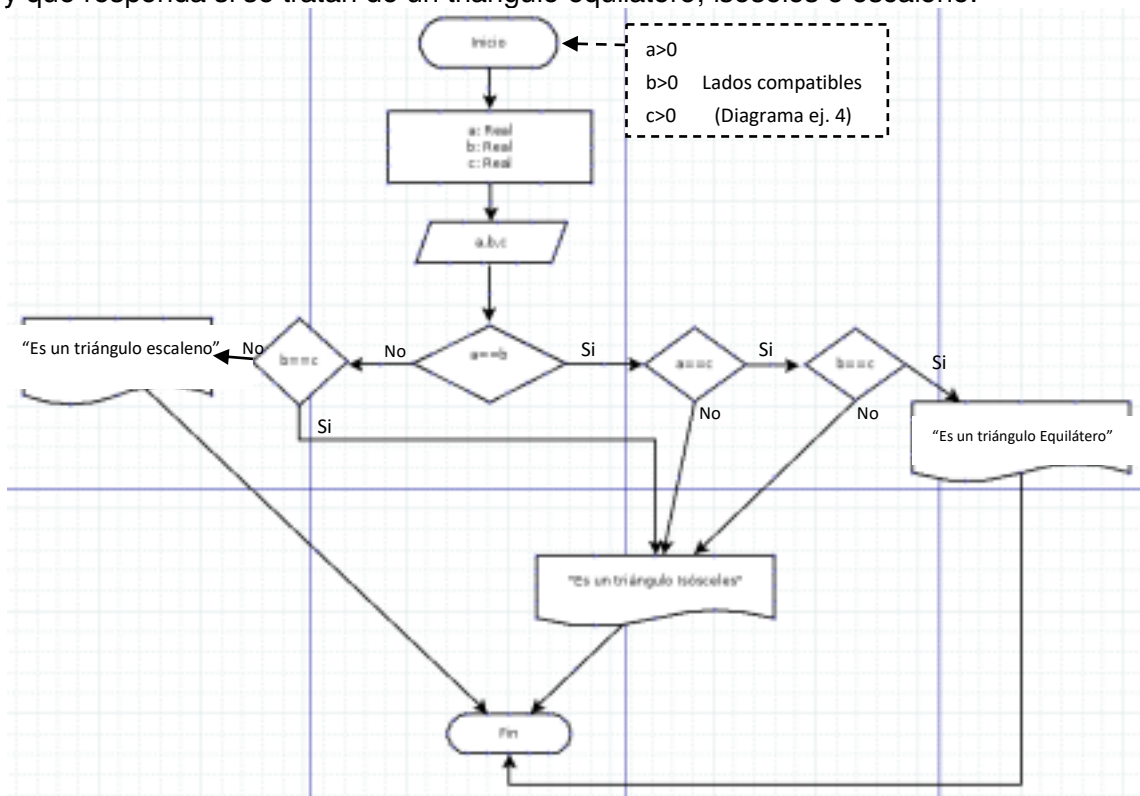 y que responda si se tratan de un triángulo equilátero, isósceles o escaleno.
Inicio
a>0
b>0 Lados compatibles
c>0 (Diagrama ej. 4)
a: Real
b: Real
c: Real
a,b,c
“Es un triángulo escaleno”
No
b==c
No
a==b
Si
a==c
Si
b==c
Si
Si
No
No
“Es un triángulo Equilátero”
"Es un triángulo Isósceles"
Fin